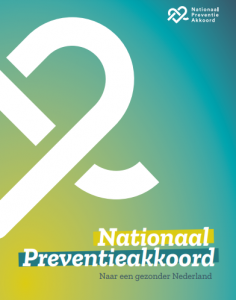 Nationaal
Preventie
Akkoord
Nationaal
Preventieakkoord
Naar een gezonder Nederland